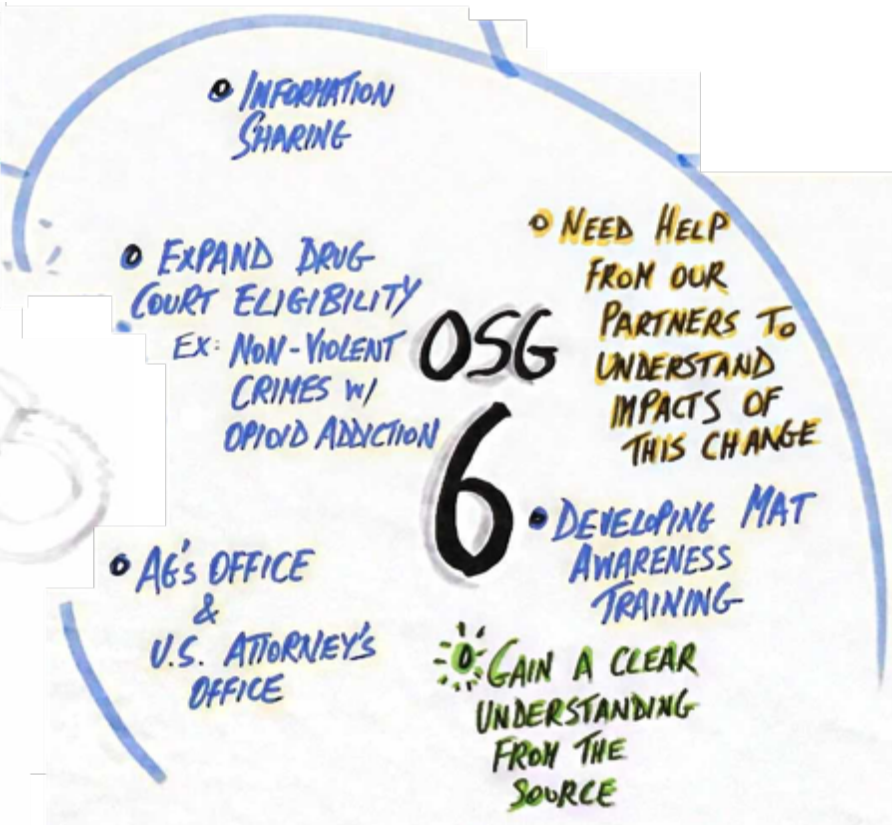 INFORMATION
SHARING
EXPAND DRUG
COURT ELIGIBILITY
EX: NON-VIOLENT
CRIMES W/
OPIOID ADDICTION
AG'S OFFICE
&
U.S. ATTORNEY'S
OFFICE
OSG
6
NEED HELP
FROM OUR
PARTNERS TO
UNDERSTAND
IMPACTS OF
THIS CHANGE
DEVELOPING MAT
AWARENESS
TRAINING
GAIN A CLEAR
UNDERSTANDING
FROM THE
SOURCE